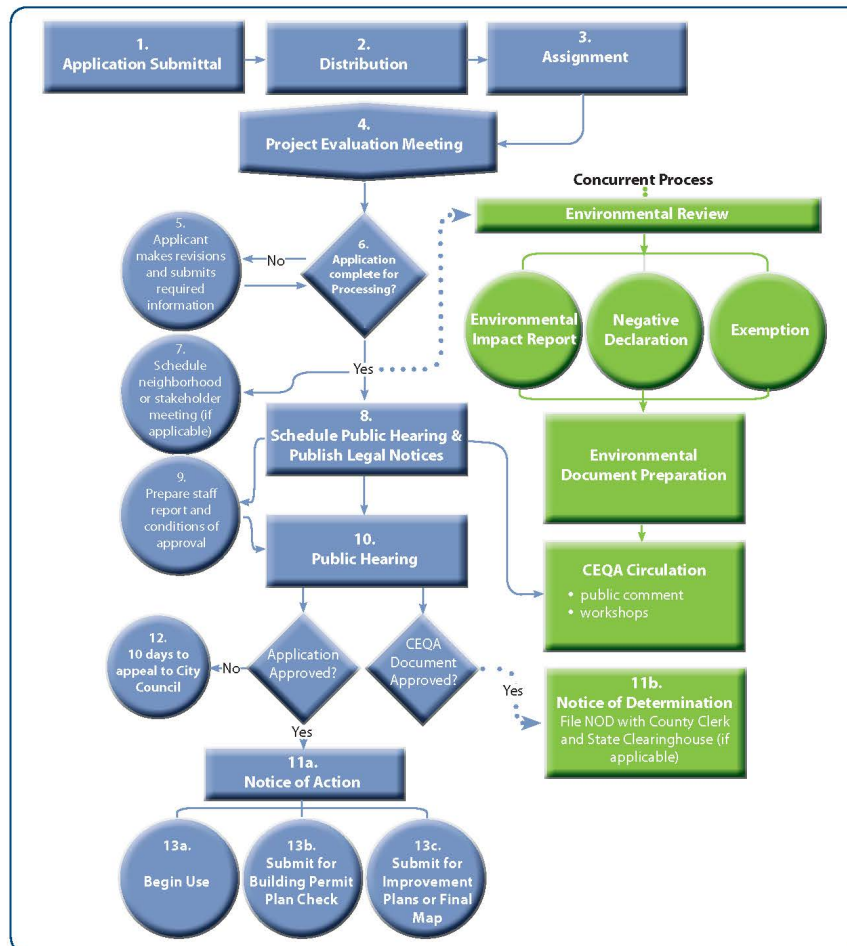 1.
Application Submittal
2.
Distribution
3.
Assignment
4.
Project Evaluation Meeting
Concurrent Process
Environmental Review
5.
Applicant
makes revisions
and submits
required
information
No
6.
Application
complete for
Processing?
Environmental
Impact Report
Negative
Declaration
Exemption
7.
Schedule
neighborhood
or stakeholder
meeting (if
applicable)
Yes
8.
Schedule Public Hearing &
Publish Legal Notices
Environmental
Document Preparation
9.
Prepare staff
report and
conditions of
approval
10.
Public Hearing
CEQA Circulation
• public comment
• workshops
12.
10 days to
appeal to City
Council
No
Application
Approved?
CEQA
Document
Approved?
Yes
11b.
Notice of Determination
File NOD with County Clerk
and State Clearinghouse (if
applicable)
Yes
11a.
Notice of Action
13a.
Begin Use
13b.
Submit for
Building Permit
Plan Check
13c.
Submit for
Improvement
Plans or Final
Map